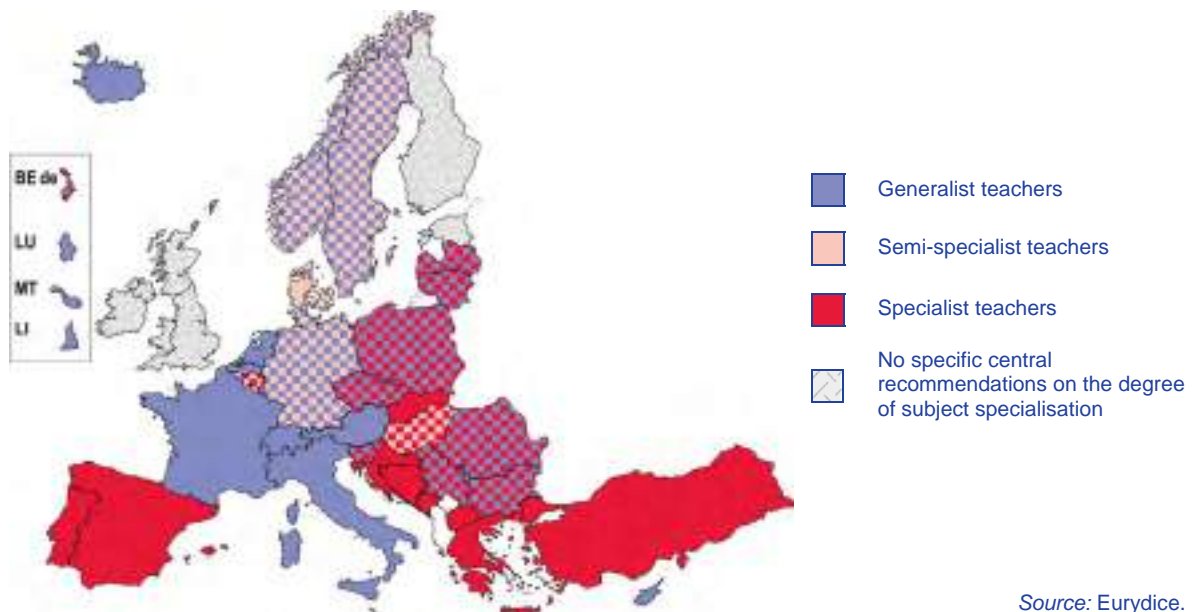 BE de
LU
MT
LI
Generalist teachers
Semi-specialist teachers
Specialist teachers
No specific central
recommendations on the degree
of subject specialisation
Source: Eurydice.